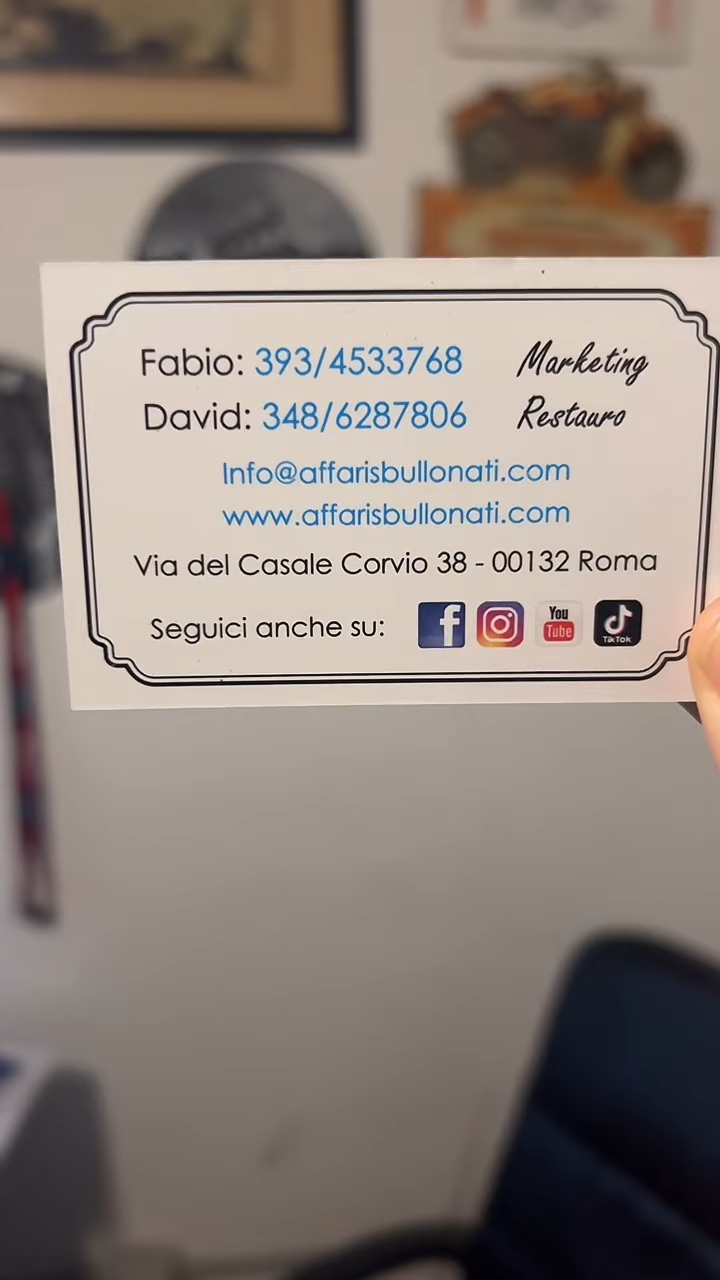 Fabio: 393/4533768 Marketing
David: 348/6287806 Restauro
Info@affarisbullonati.com
www.affarisbullonati.com
Via del Casale Corvio 38 - 00132 Roma
Seguici anche su: f You Tube TikTok